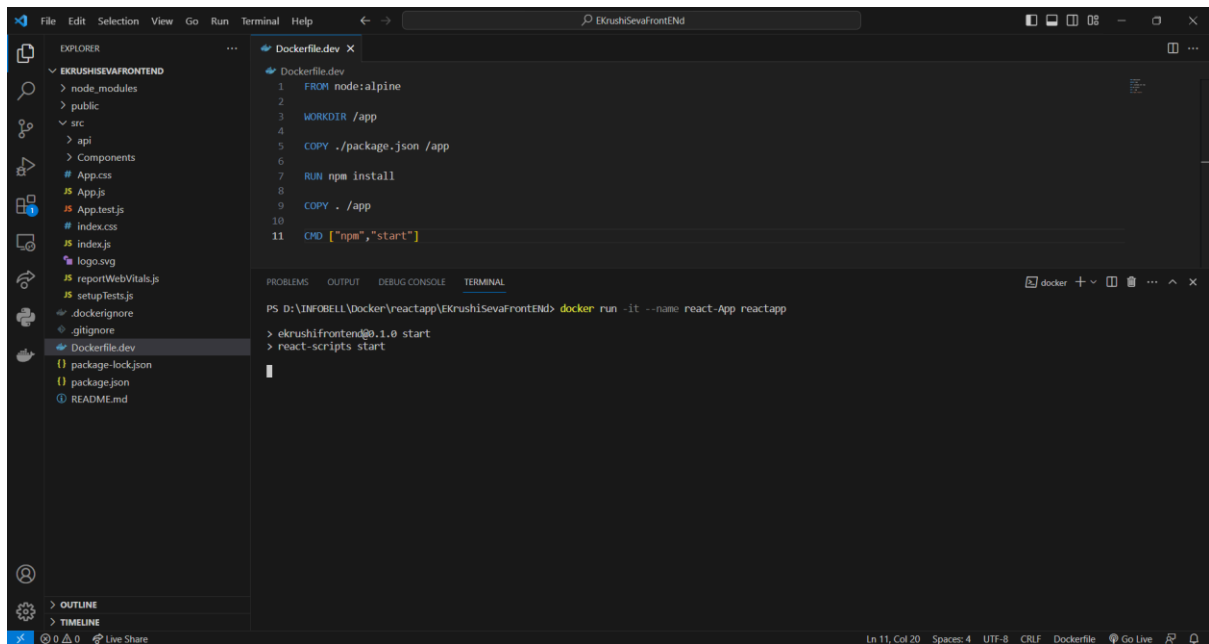 File Edit Selection View Go Run Terminal Help
EKrushiSevaFrontENd
EXPLORER
EKRUSHISEVAFRONTEND
node_modules
public
src
api
Components
# App.css
JS App.js
JS App.test.js
# index.css
JS index.js
logo.svg
JS reportWebVitals.js
JS setupTests.js
.dockerignore
.gitignore
Dockerfile.dev
{} package-lock.json
{} package.json
README.md
OUTLINE
TIMELINE
Dockerfile.dev
Dockerfile.dev
1 FROM node:alpine
2
3 WORKDIR /app
4
5 COPY ./package.json /app
6
7 RUN npm install
8
9 COPY . /app
10
11 CMD ["npm","start"]
PROBLEMS OUTPUT DEBUG CONSOLE TERMINAL
docker
PS D:\INFOBELL\Docker\reactapp\EKrushiSevaFrontENd> docker run -it --name react-App reactapp
> ekrushifrontend@0.1.0 start
> react-scripts start
1
0 0 Live Share
Ln 11, Col 20 Spaces: 4 UTF-8 CRLF Dockerfile Go Live